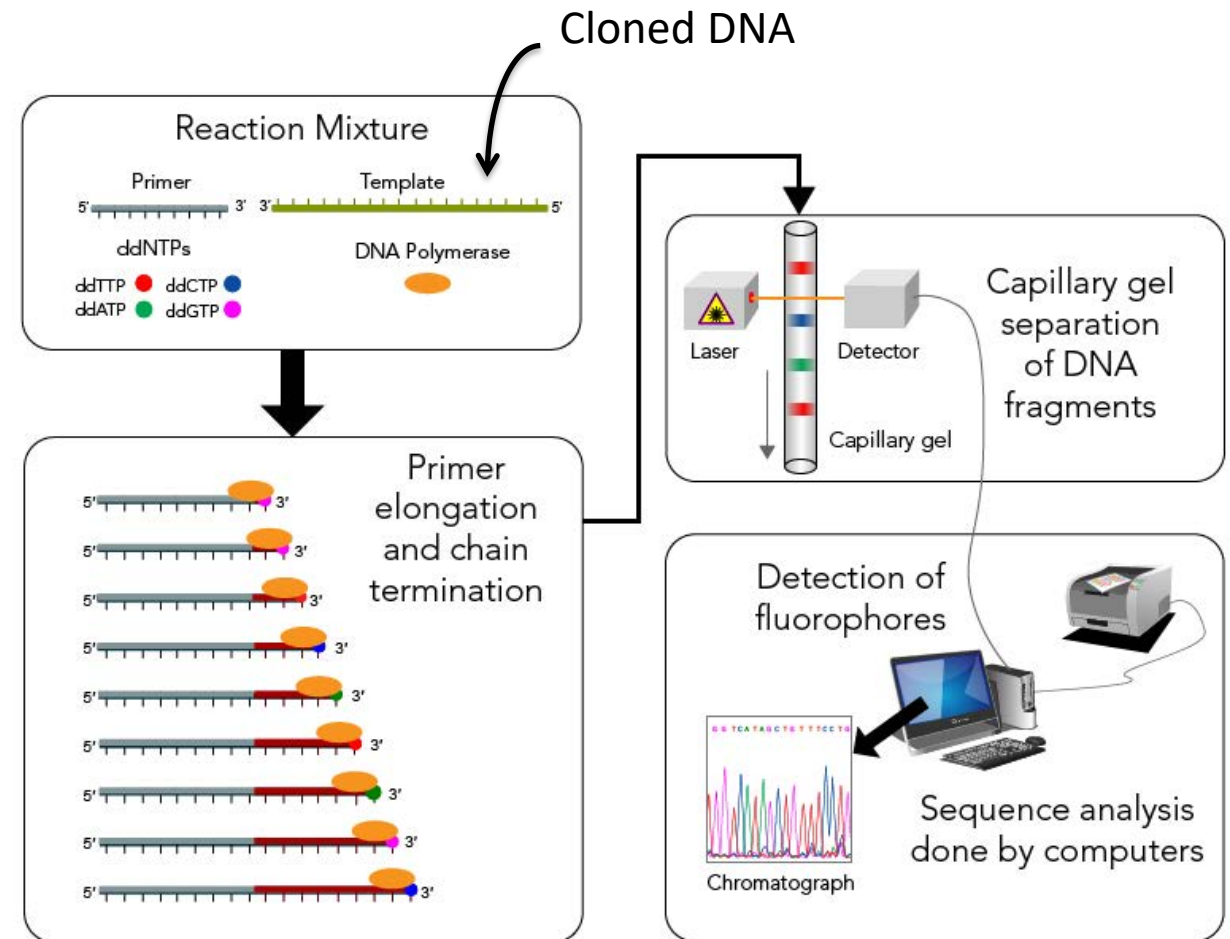 Cloned DNA
Reaction Mixture
Primer
Template
5'
3'
3'
5'
ddNTPs
DNA Polymerase
ddTTP
ddCTP
ddATP
ddGTP
Primer
elongation
and chain
termination
5'
3'
5'
3'
5'
3'
5'
3'
5'
3'
5'
3'
5'
3'
5'
3'
5'
3'
Laser
Detector
Capillary gel
Capillary gel
separation
of DNA
fragments
Detection of
fluorophores
GGTCATAGCTGTTTCCTG
Chromatograph
Sequence analysis
done by computers